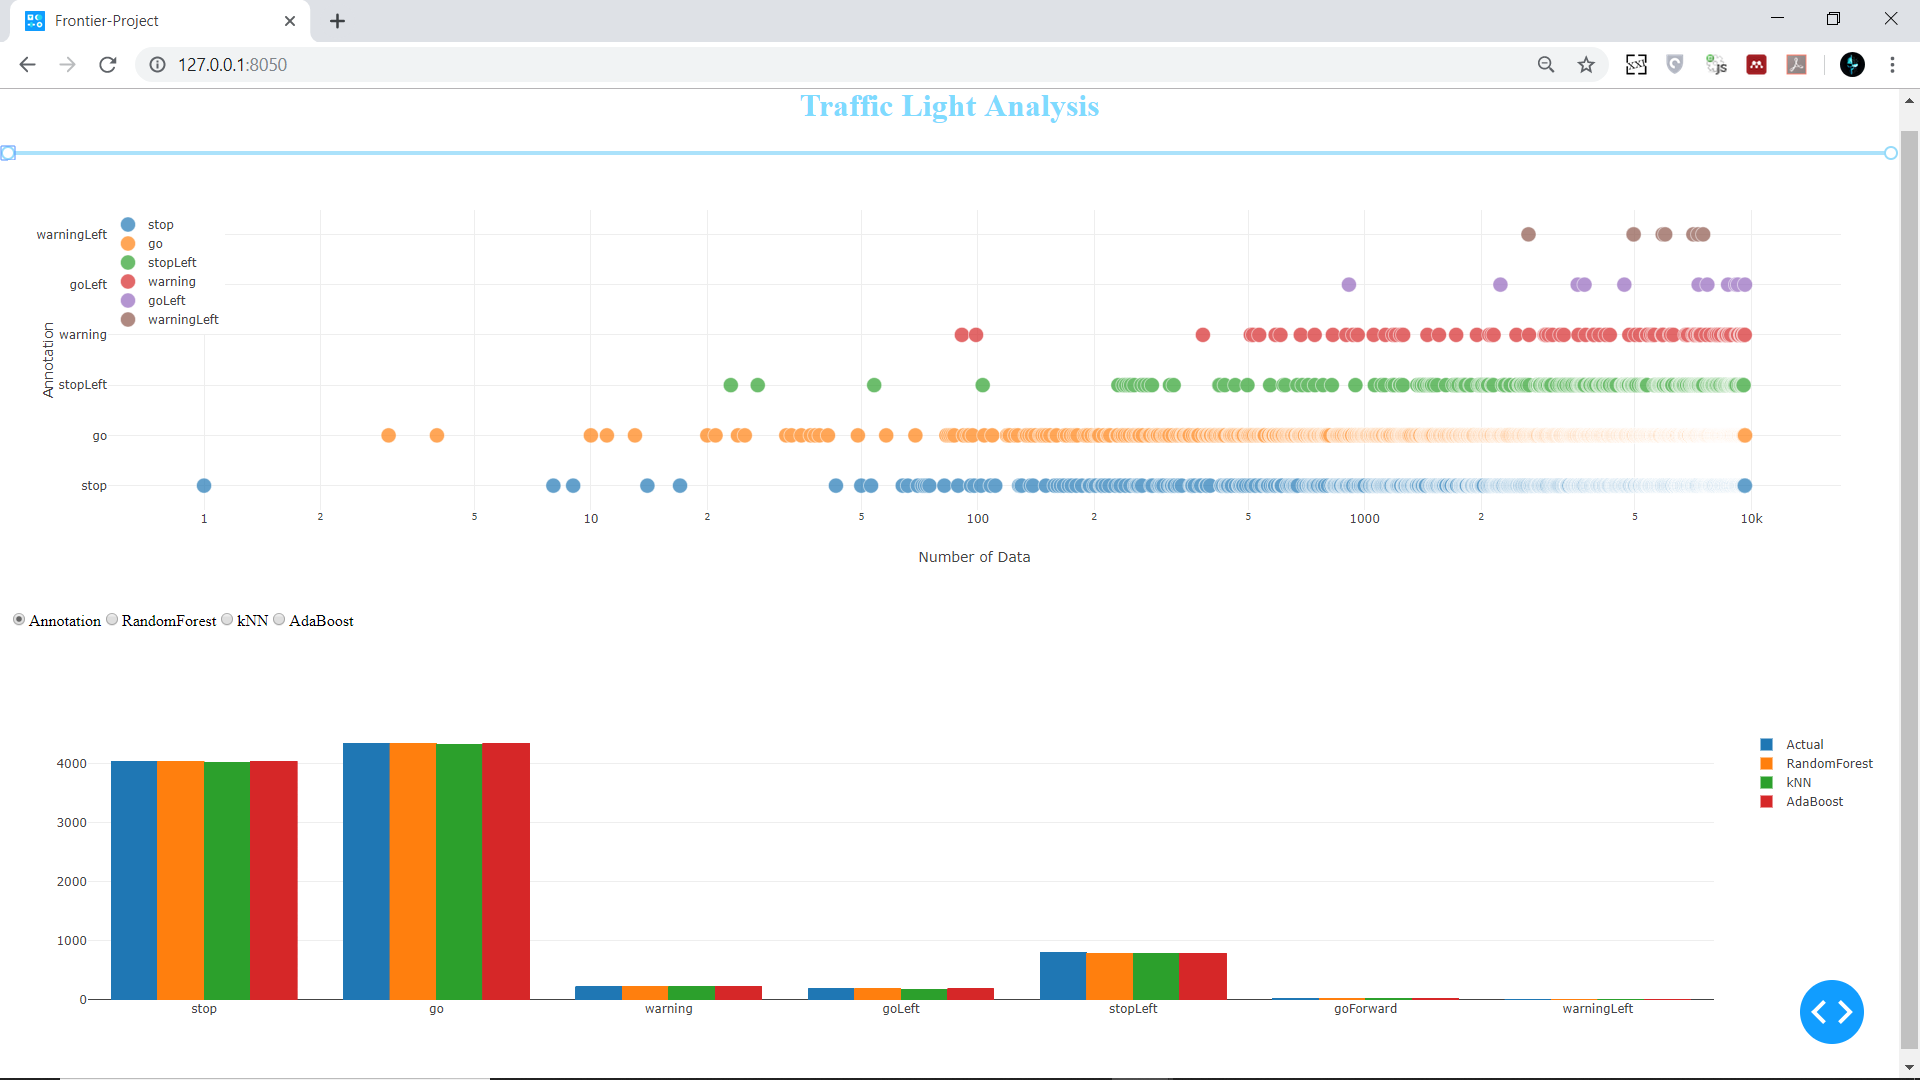 Frontier-Project
127.0.0.1:8050
Traffic Light Analysis
stop
go
stopLeft
warning
goLeft
warningLeft
Annotation
warningLeft
goLeft
warning
stopLeft
go
stop
1 2 5 10 2 5 100 2 5 1000 2 5 10k
Number of Data
Annotation RandomForest kNN AdaBoost
4000
3000
2000
1000
0
stop go warning goLeft stopLeft goForward warningLeft
Actual
RandomForest
kNN
AdaBoost